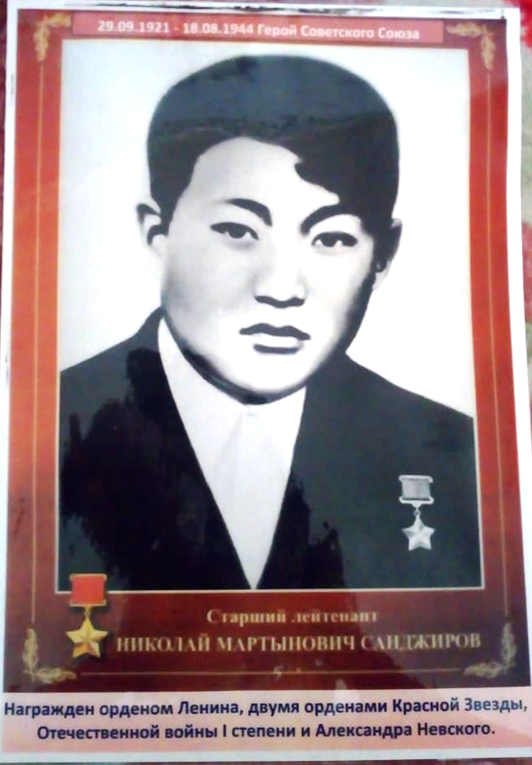 29.09.1921 - 18.08.1944 Герой Советского Союза
Старший лейтенант
НИКОЛАЙ МАРТЫНОВИЧ САНДЖИРОВ
Награжден орденом Ленина, двумя орденами Красной Звезды,
Отечественной войны I степени и Александра Невского.